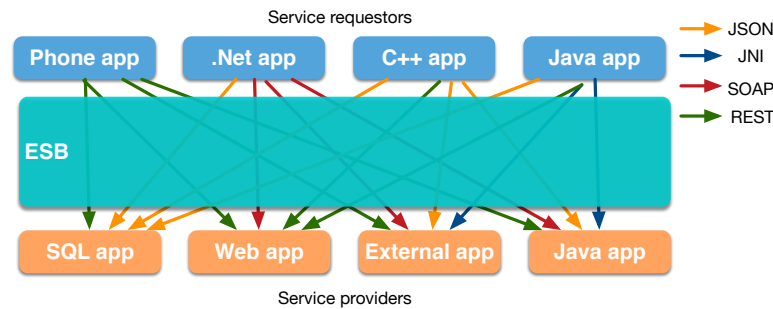 Service requestors
Phone app
.Net app
C++ app
Java app
JSON
JNI
SOAP
REST
ESB
SQL app
Web app
External app
Java app
Service providers